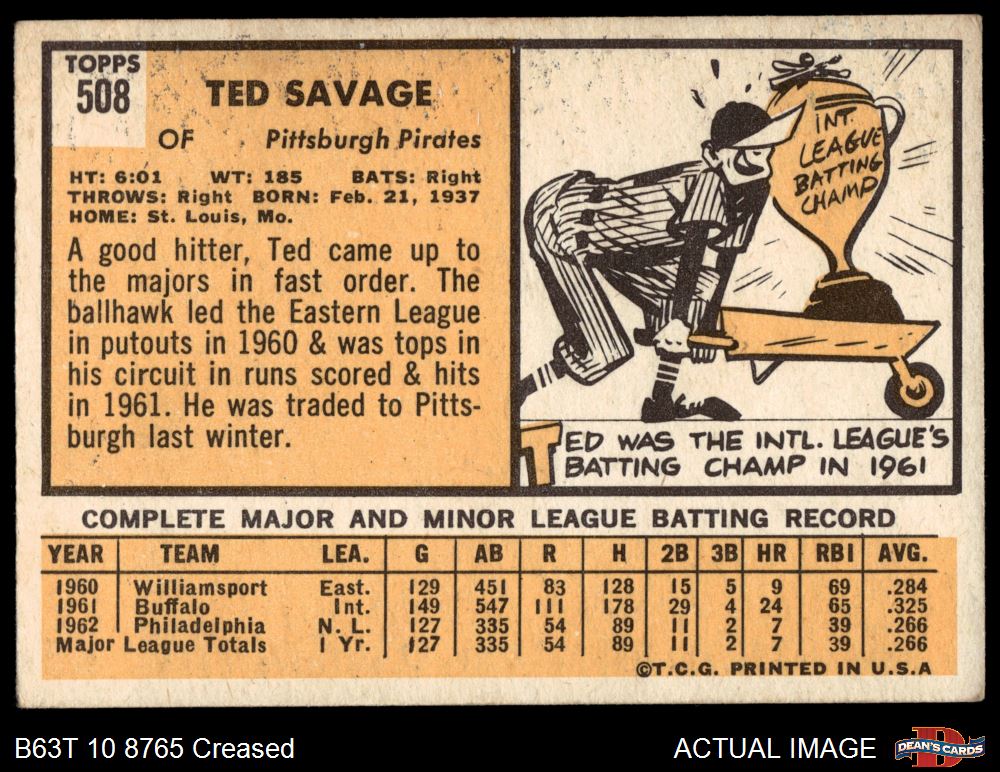 TOPPS
508
TED SAVAGE
OF Pittsburgh Pirates
HT: 6:01 WT: 185 BATS: Right
THROWS: Right BORN: Feb. 21, 1937
HOME: St. Louis, Mo.
A good hitter, Ted came up to
the majors in fast order. The
ballhawk led the Eastern League
in putouts in 1960 & was tops in
his circuit in runs scored & hits
in 1961. He was traded to Pitts-
burgh last winter.
INT.
LEAGUE
BATTING
CHAMP
TED WAS THE INTL. LEAGUE'S
BATTING CHAMP IN 1961
COMPLETE MAJOR AND MINOR LEAGUE BATTING RECORD
YEAR TEAM LEA. G AB R H 2B 3B HR RBI AVG.
1960 Williamsport East. 129 451 83 128 15 5 9 69 .284
1961 Buffalo Int. 149 547 111 178 29 4 24 65 .325
1962 Philadelphia N. L. 127 335 54 89 11 2 7 39 .266
Major League Totals 1 Yr. 127 335 54 89 11 2 7 39 .266
©T.C.G. PRINTED IN U.S.A
B63T 10 8765 Creased ACTUAL IMAGE DEAN'S CARDS